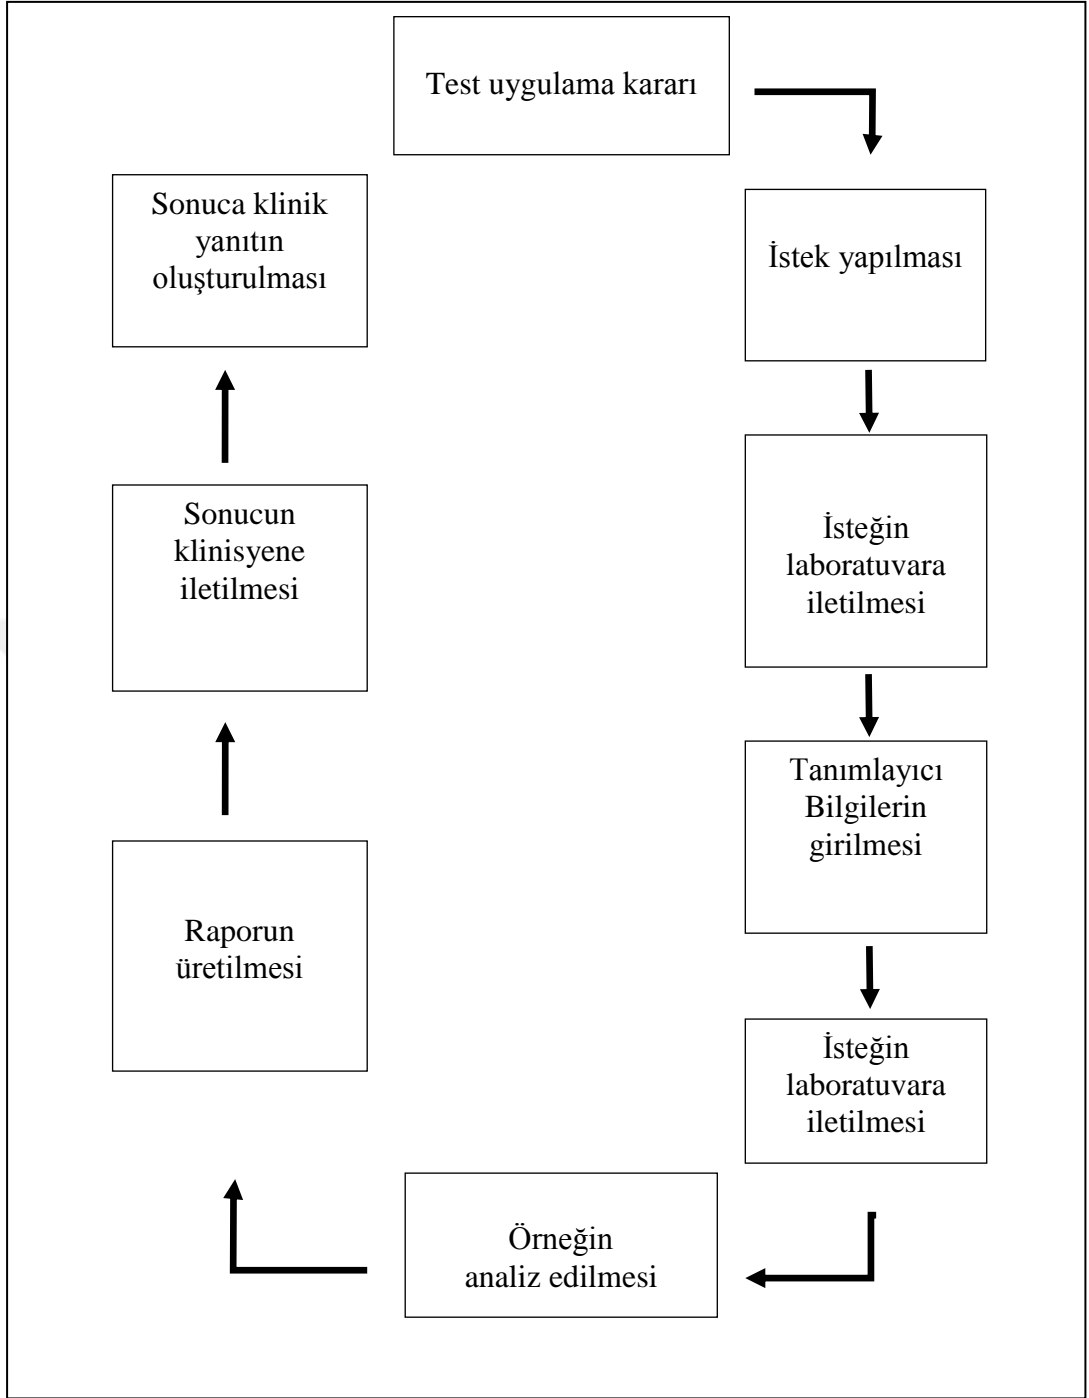 Test uygulama kararı
İstek yapılması
İsteğin
laboratuvara
iletilmesi
Tanımlayıcı
Bilgilerin
girilmesi
İsteğin
laboratuvara
iletilmesi
Örneğin
analiz edilmesi
Raporun
üretilmesi
Sonucun
klinisyene
iletilmesi
Sonuca klinik
yanıtın
oluşturulması